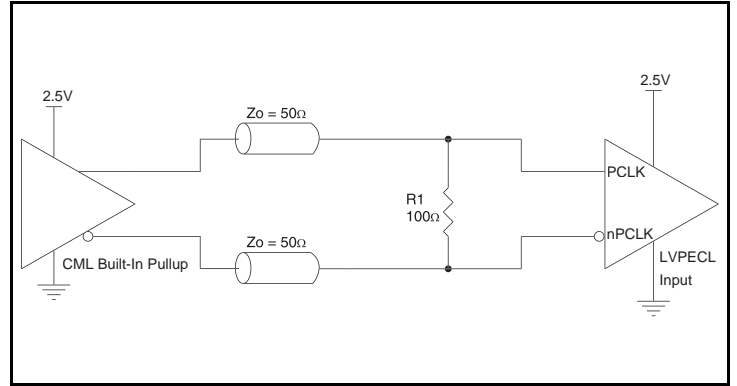 2.5V
2.5V
Zo = 50Ω
PCLK
R1
100Ω
nPCLK
Zo = 50Ω
CML Built-In Pullup
LVPECL
Input